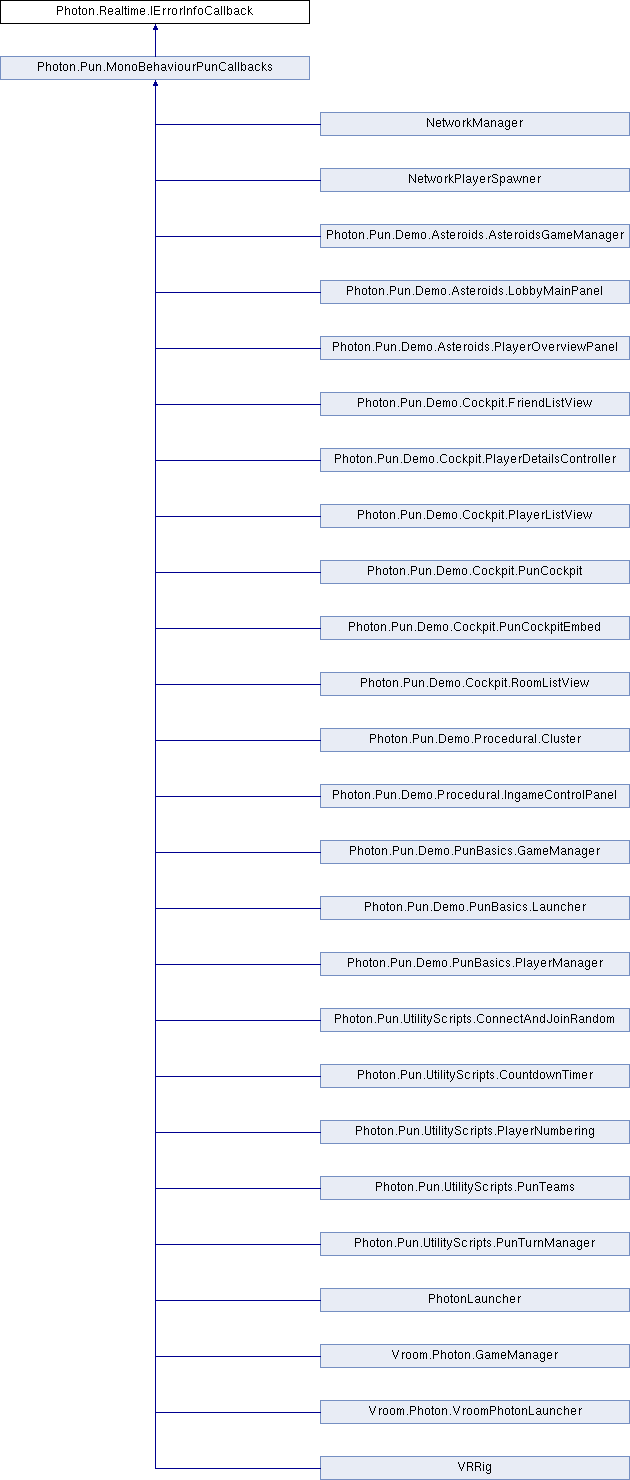 Photon.Realtime.IErrorInfoCallback
Photon.Pun.MonoBehaviourPunCallbacks
NetworkManager
NetworkPlayerSpawner
Photon.Pun.Demo.Asteroids.AsteroidsGameManager
Photon.Pun.Demo.Asteroids.LobbyMainPanel
Photon.Pun.Demo.Asteroids.PlayerOverviewPanel
Photon.Pun.Demo.Cockpit.FriendListView
Photon.Pun.Demo.Cockpit.PlayerDetailsController
Photon.Pun.Demo.Cockpit.PlayerListView
Photon.Pun.Demo.Cockpit.PunCockpit
Photon.Pun.Demo.Cockpit.PunCockpitEmbed
Photon.Pun.Demo.Cockpit.RoomListView
Photon.Pun.Demo.Procedural.Cluster
Photon.Pun.Demo.Procedural.IngameControlPanel
Photon.Pun.Demo.PunBasics.GameManager
Photon.Pun.Demo.PunBasics.Launcher
Photon.Pun.Demo.PunBasics.PlayerManager
Photon.Pun.UtilityScripts.ConnectAndJoinRandom
Photon.Pun.UtilityScripts.CountdownTimer
Photon.Pun.UtilityScripts.PlayerNumbering
Photon.Pun.UtilityScripts.PunTeams
Photon.Pun.UtilityScripts.PunTurnManager
PhotonLauncher
Vroom.Photon.GameManager
Vroom.Photon.VroomPhotonLauncher
VRRig